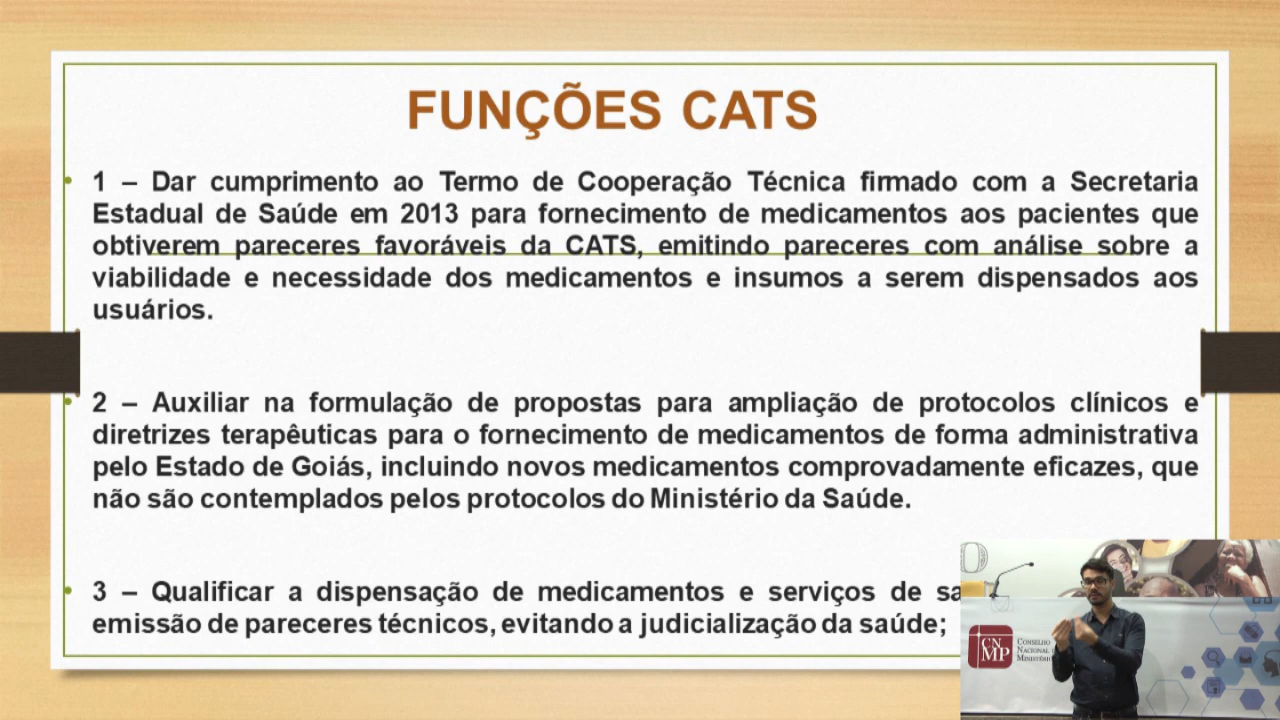 FUNÇÕES CATS
• 1 – Dar cumprimento ao Termo de Cooperação Técnica firmado com a Secretaria
Estadual de Saúde em 2013 para fornecimento de medicamentos aos pacientes que
obtiverem pareceres favoráveis da CATS, emitindo pareceres com análise sobre a
viabilidade e necessidade dos medicamentos e insumos a serem dispensados aos
usuários.
• 2 – Auxiliar na formulação de propostas para ampliação de protocolos clínicos e
diretrizes terapêuticas para o fornecimento de medicamentos de forma administrativa
pelo Estado de Goiás, incluindo novos medicamentos comprovadamente eficazes, que
não são contemplados pelos protocolos do Ministério da Saúde.
• 3 – Qualificar a dispensação de medicamentos e serviços de
emissão de pareceres técnicos, evitando a judicialização da saúde;
CN
MP
Conselho
Nacional
Ministério